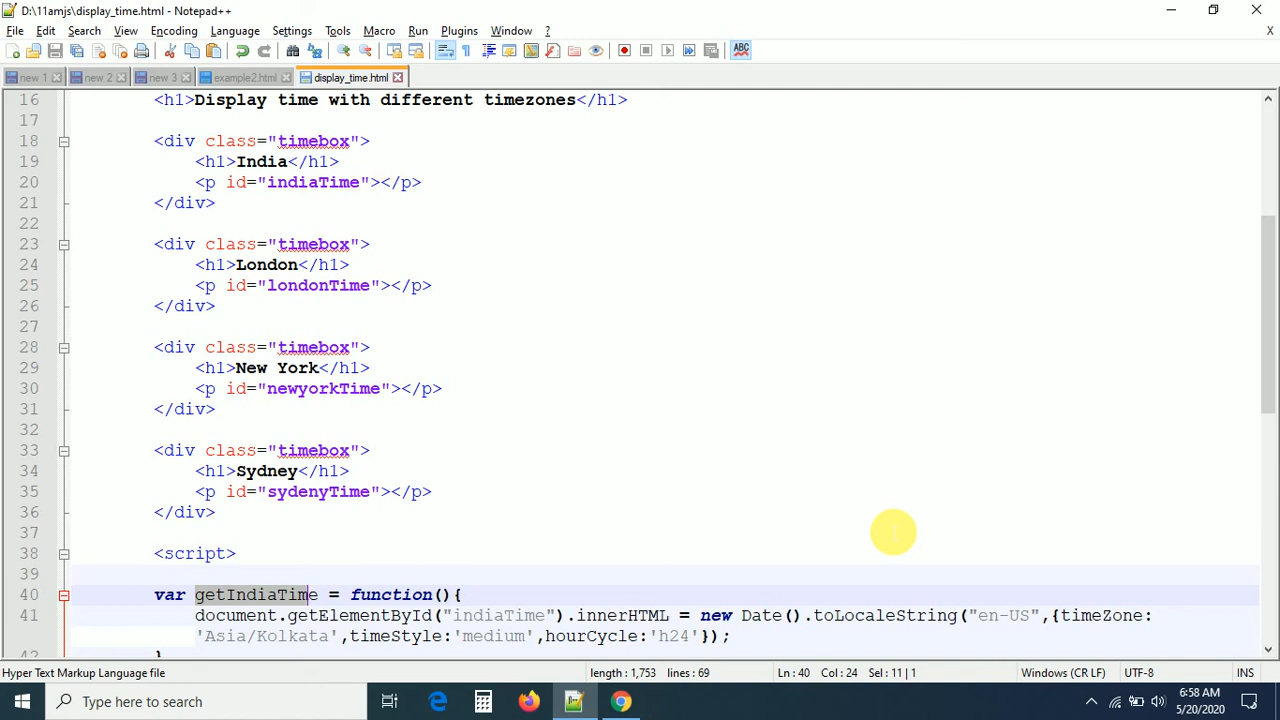 D:\11amjs\display_time.html - Notepad++
File Edit Search View Encoding Language Settings Tools Macro Run Plugins Window ? X
ABC
new 1 new 2 new 3 example2.html display_time.html
16 <h1>Display time with different timezones</h1>
17
18 <div class="timebox">
19 <h1>India</h1>
20 <p id="indiaTime"></p>
21 </div>
22
23 <div class="timebox">
24 <h1>London</h1>
25 <p id="londonTime"></p>
26 </div>
27
28 <div class="timebox">
29 <h1>New York</h1>
30 <p id="newyorkTime"></p>
31 </div>
32
33 <div class="timebox">
34 <h1>Sydney</h1>
35 <p id="sydenyTime"></p>
36 </div>
37
38 <script>
39
40 var getIndiaTime = function(){
41 document.getElementById("indiaTime").innerHTML = new Date().toLocaleString("en-US",{timeZone:
'Asia/Kolkata',timeStyle:'medium',hourCycle:'h24'});
42 }
Hyper Text Markup Language file length : 1,753 lines : 69 Ln : 40 Col : 24 Sel : 11 | 1 Windows (CR LF) UTF-8 INS
Type here to search
6:58 AM
5/20/2020